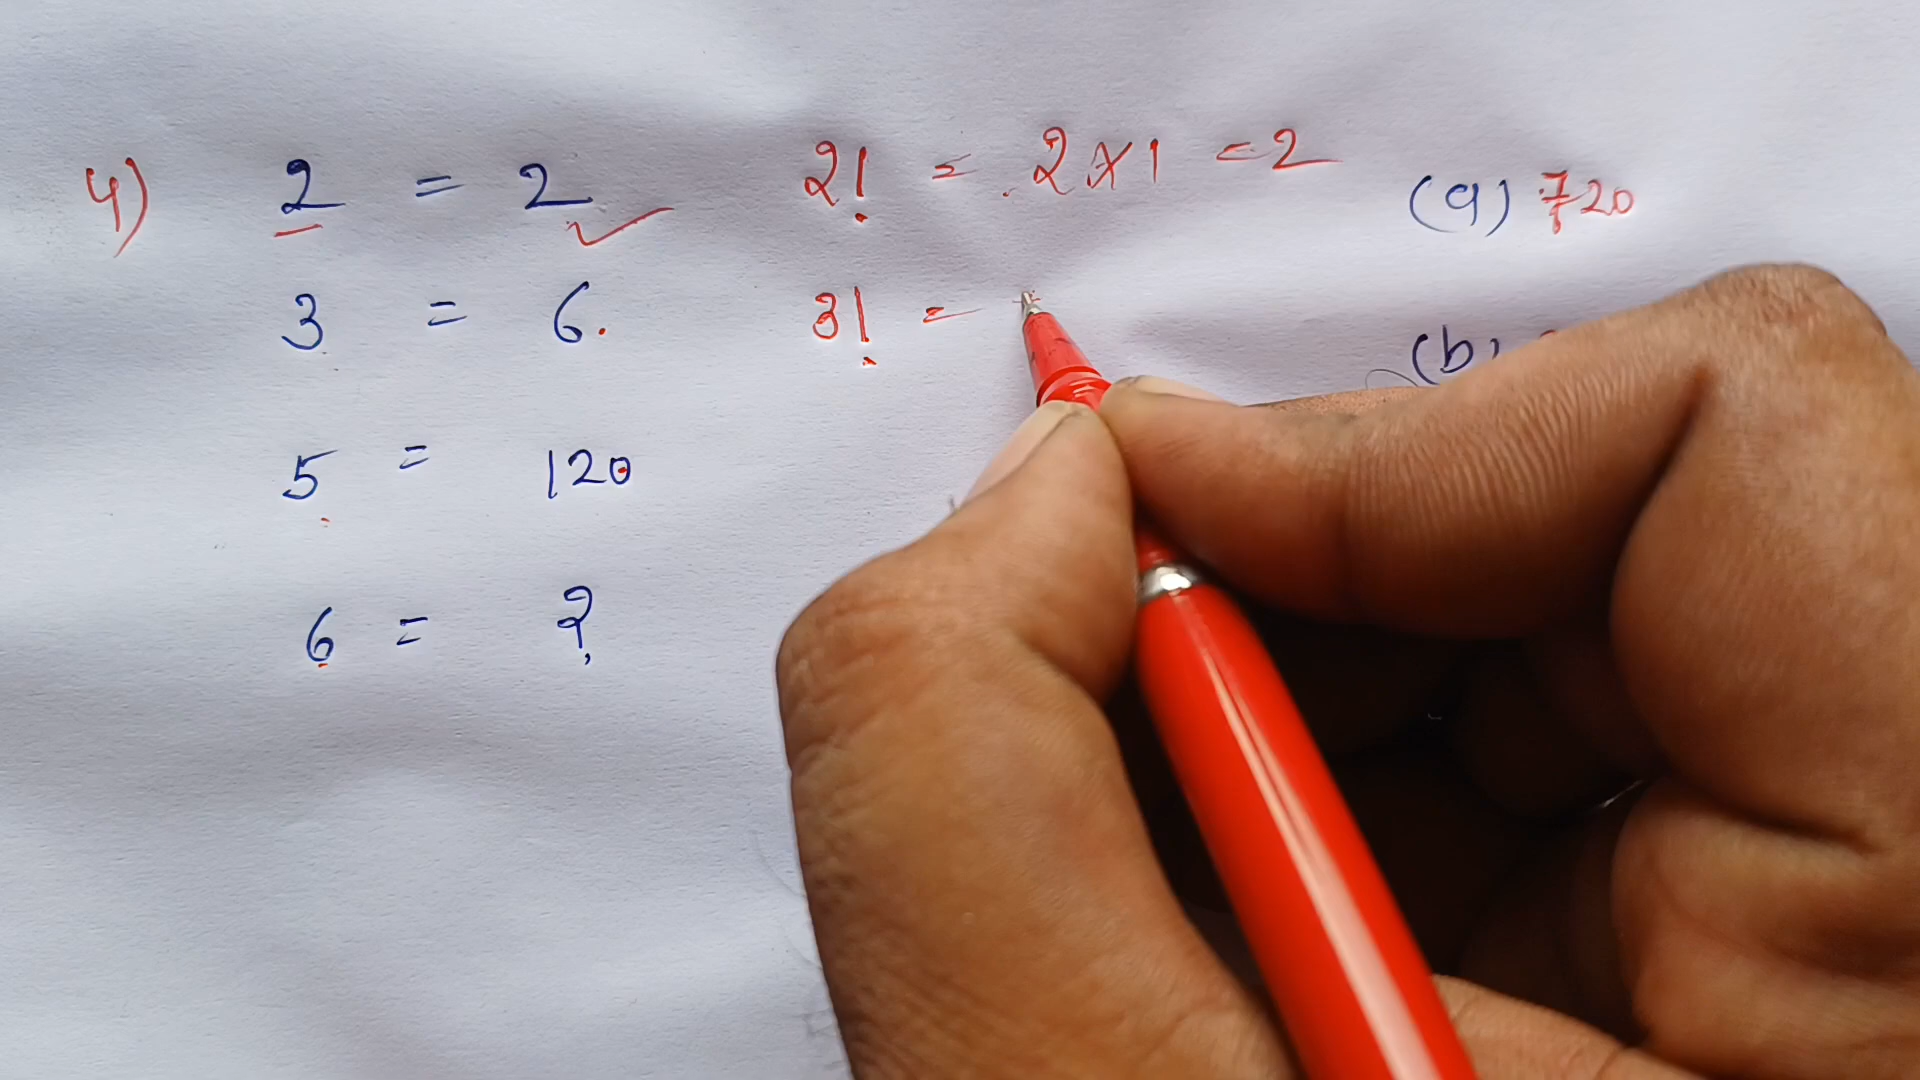 4) 2 = 2 2! = 2 x 1 = 2 (a) 720
3 = 6. 3! = (b)
5 = 120
6 = ?